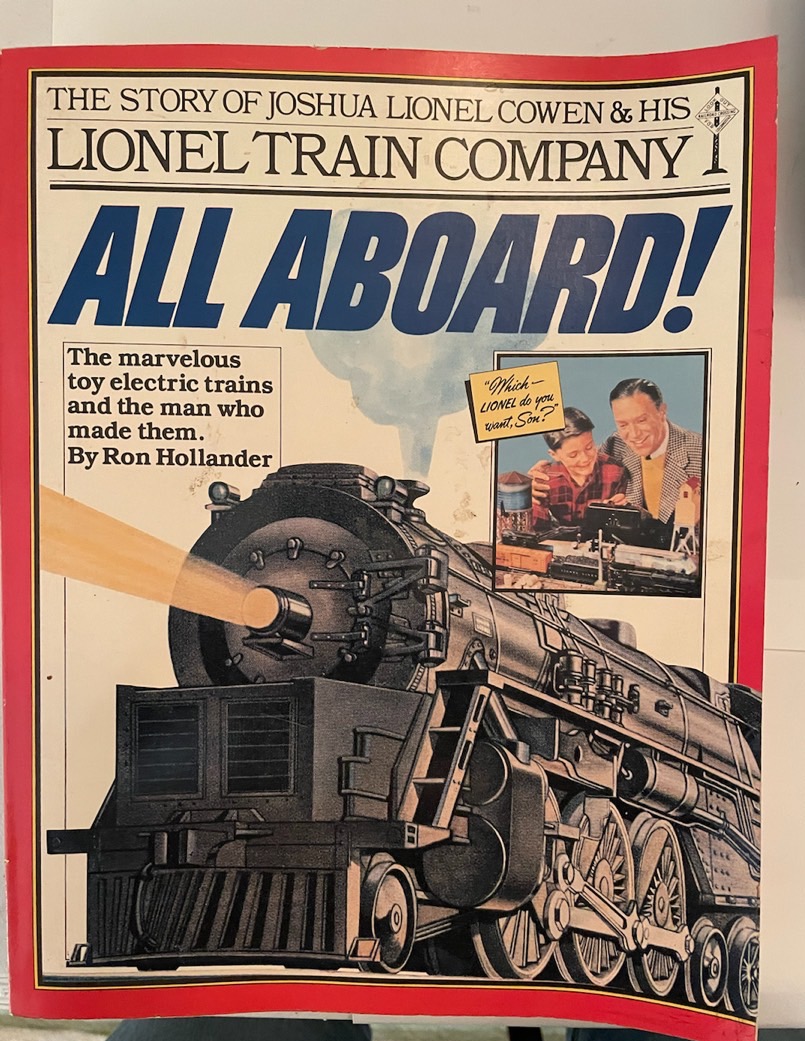 THE STORY OF JOSHUA LIONEL COWEN & HIS
LIONEL TRAIN COMPANY
ALL ABOARD!
The marvelous
toy electric trains
and the man who
made them.
By Ron Hollander
"Which—
LIONEL do you
want, Son?"